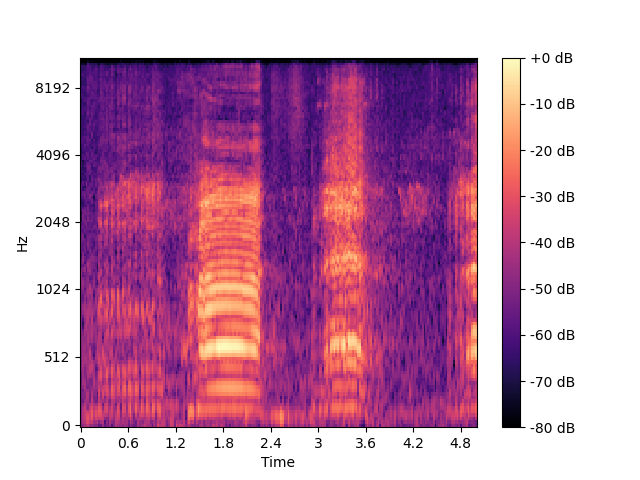 +0 dB
8192
-10 dB
4096
-20 dB
-30 dB
2048
-40 dB
Hz
1024
-50 dB
-60 dB
512
-70 dB
0
-80 dB
0 0.6 1.2 1.8 2.4 3 3.6 4.2 4.8
Time